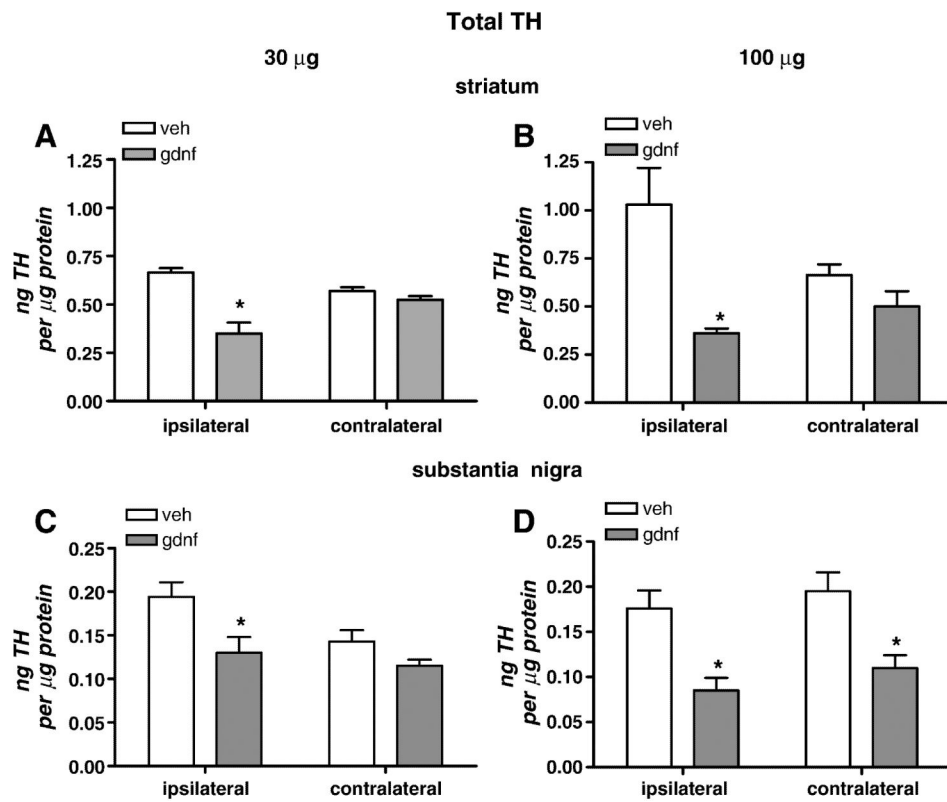 Total TH
30 μg
100 μg
striatum
A
veh
gdnf
ng TH
per μg protein
1.25
1.00
0.75
0.50
0.25
0.00
*
ipsilateral
contralateral
B
veh
gdnf
ng TH
per μg protein
1.25
1.00
0.75
0.50
0.25
0.00
*
ipsilateral
contralateral
substantia nigra
C
veh
gdnf
ng TH
per μg protein
0.25
0.20
0.15
0.10
0.05
0.00
*
ipsilateral
contralateral
D
veh
gdnf
ng TH
per μg protein
0.25
0.20
0.15
0.10
0.05
0.00
*
*
ipsilateral
contralateral